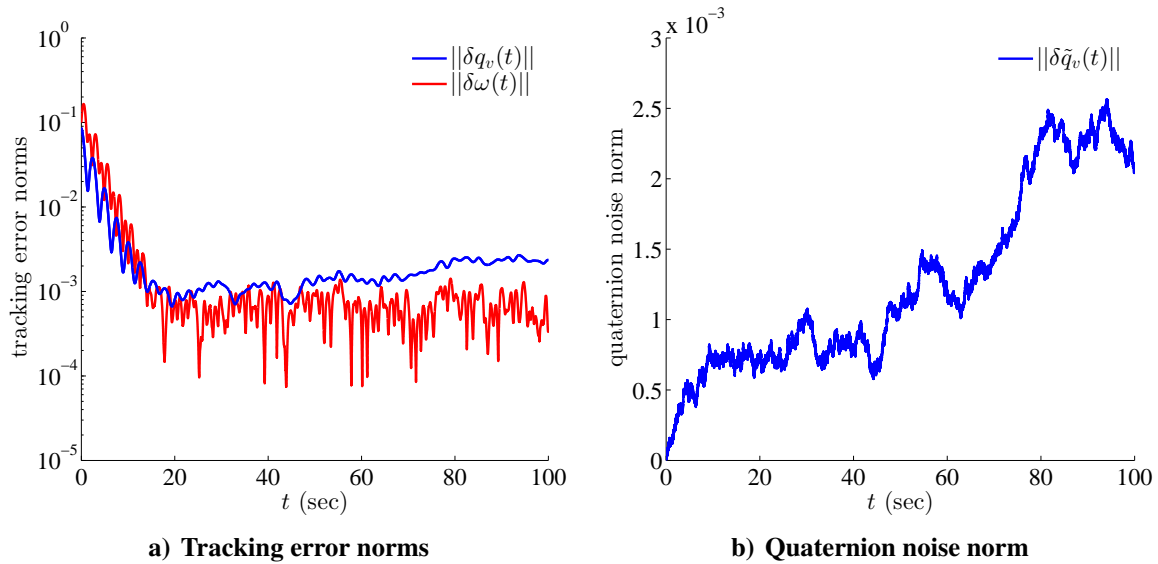 10^0
10^{-1}
10^{-2}
10^{-3}
10^{-4}
10^{-5}
tracking error norms
||δq_v(t)||
||δω(t)||
0 20 40 60 80 100
t (sec)
a) Tracking error norms
x 10^{-3}
3
2.5
2
1.5
1
0.5
0
quaternion noise norm
||δq̃_v(t)||
0 20 40 60 80 100
t (sec)
b) Quaternion noise norm